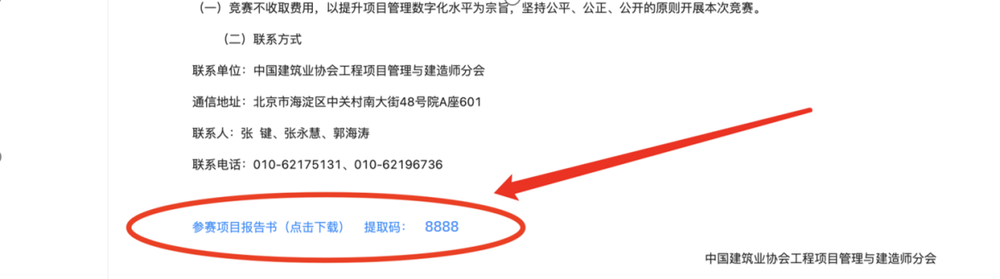 （一）竞赛不收取费用，以提升项目管理数字化水平为宗旨，坚持公平、公正、公开的原则开展本次竞赛。
（二）联系方式
联系单位：中国建筑业协会工程项目管理与建造师分会
通信地址：北京市海淀区中关村南大街48号院A座601
联系人：张 键、张永慧、郭海涛
联系电话：010-62175131、010-62196736
参赛项目报告书（点击下载） 提取码： 8888
中国建筑业协会工程项目管理与建造师分会